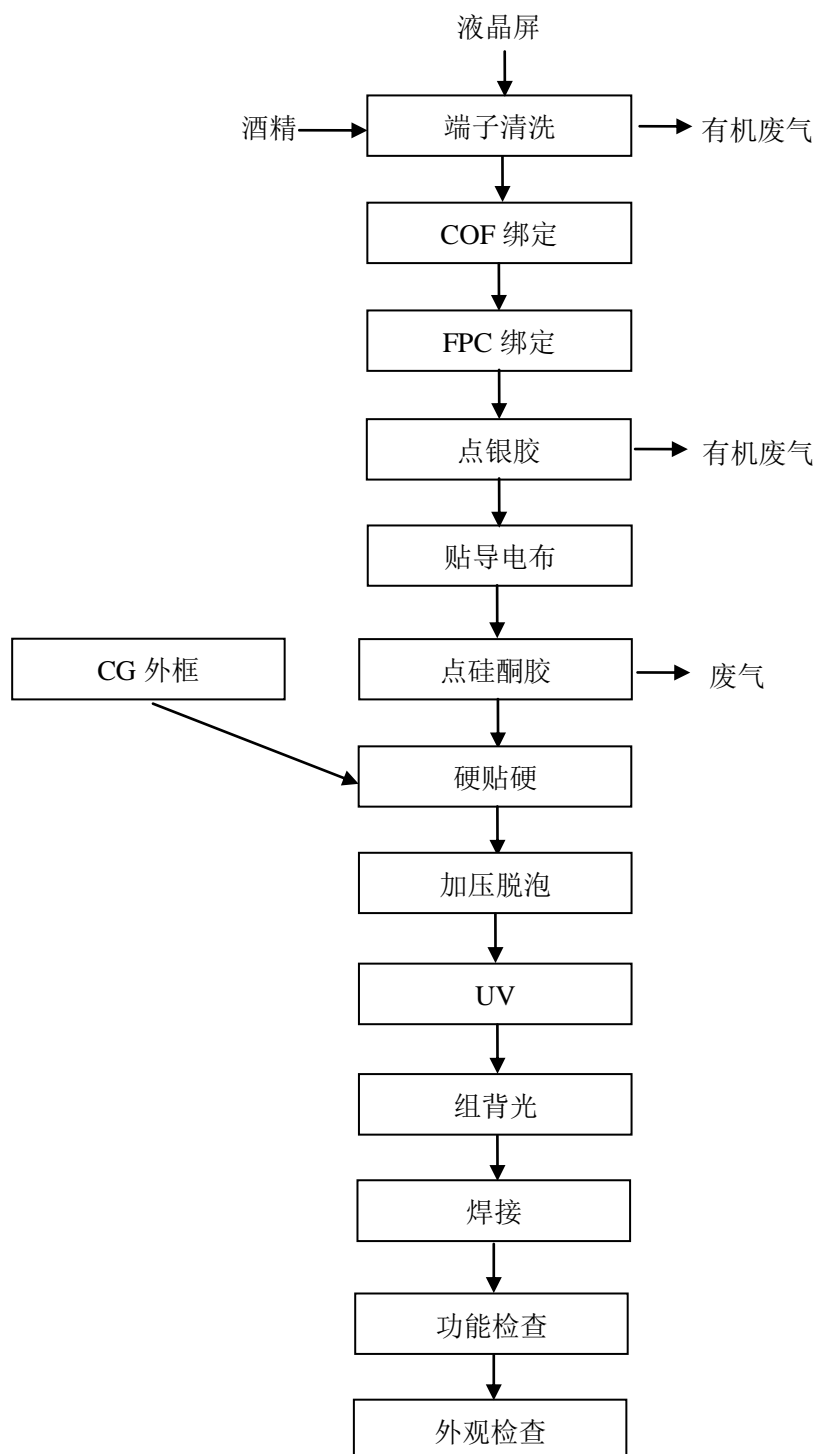 液晶屏
酒精
端子清洗
有机废气
COF 绑定
FPC 绑定
点银胶
有机废气
贴导电布
CG 外框
点硅酮胶
废气
硬贴硬
加压脱泡
UV
组背光
焊接
功能检查
外观检查